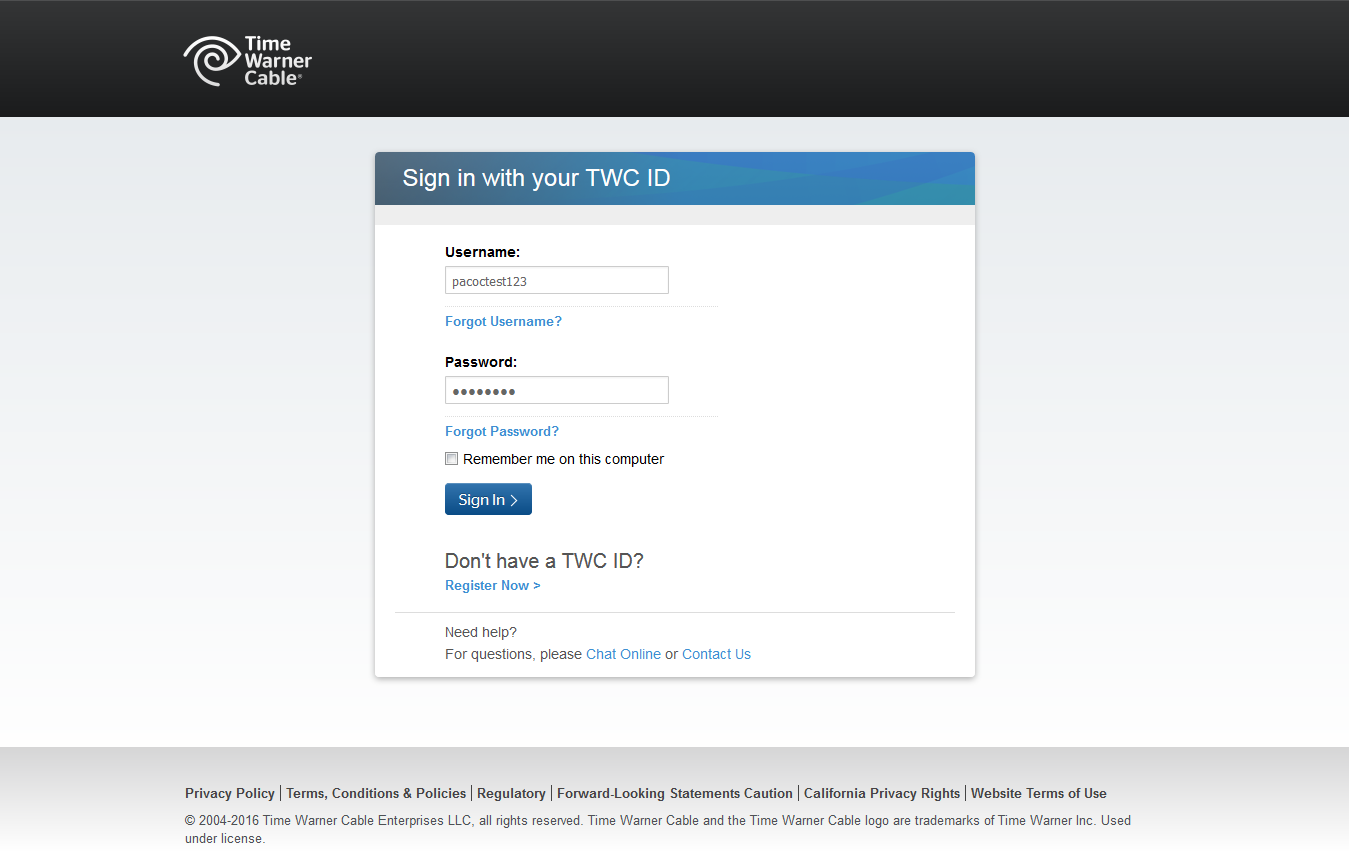 Time
Warner
Cable®
Sign in with your TWC ID
Username:
pacoctest123
Forgot Username?
Password:
••••••••
Forgot Password?
Remember me on this computer
Sign In >
Don't have a TWC ID?
Register Now >
Need help?
For questions, please Chat Online or Contact Us
Privacy Policy | Terms, Conditions & Policies | Regulatory | Forward-Looking Statements Caution | California Privacy Rights | Website Terms of Use
© 2004-2016 Time Warner Cable Enterprises LLC, all rights reserved. Time Warner Cable and the Time Warner Cable logo are trademarks of Time Warner Inc. Used
under license.